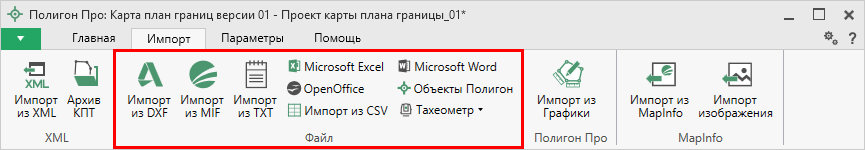 Полигон Про: Карта план границ версии 01 - Проект карты плана границы_01*
Главная Импорт Параметры Помощь
?
XML
Импорт из XML
Архив КПТ
Импорт из DXF
Импорт из MIF
Импорт из TXT
Microsoft Excel
OpenOffice
Импорт из CSV
Microsoft Word
Объекты Полигон
Тахеометр
Импорт из Графики
Импорт из MapInfo
Импорт изображения
XML
Файл
Полигон Про
MapInfo